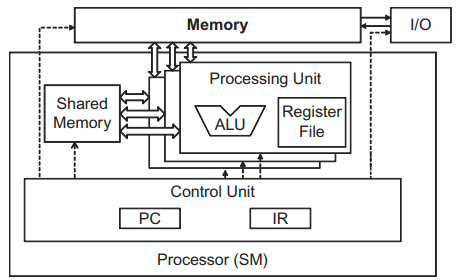 Memory
I/O
Processing Unit
Shared
Memory
ALU
Register
File
Control Unit
PC
IR
Processor (SM)